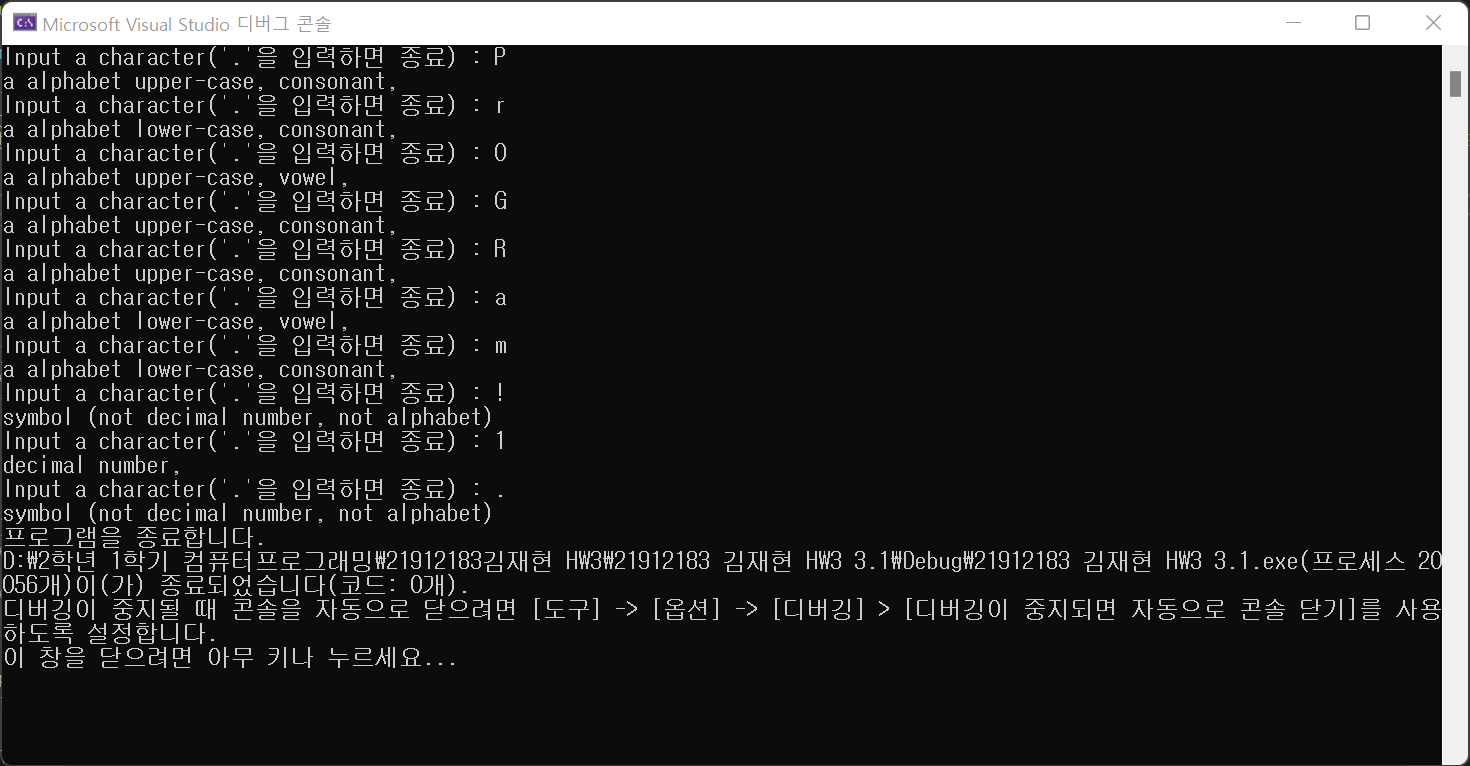 Microsoft Visual Studio 디버그 콘솔
Input a character('.'을 입력하면 종료) : P
a alphabet upper-case, consonant,
Input a character('.'을 입력하면 종료) : r
a alphabet lower-case, consonant,
Input a character('.'을 입력하면 종료) : O
a alphabet upper-case, vowel,
Input a character('.'을 입력하면 종료) : G
a alphabet upper-case, consonant,
Input a character('.'을 입력하면 종료) : R
a alphabet upper-case, consonant,
Input a character('.'을 입력하면 종료) : a
a alphabet lower-case, vowel,
Input a character('.'을 입력하면 종료) : m
a alphabet lower-case, consonant,
Input a character('.'을 입력하면 종료) : !
symbol (not decimal number, not alphabet)
Input a character('.'을 입력하면 종료) : 1
decimal number,
Input a character('.'을 입력하면 종료) : .
symbol (not decimal number, not alphabet)
프로그램을 종료합니다.
D:₩2학년 1학기 컴퓨터프로그래밍₩21912183김재현 HW3₩21912183 김재현 HW3 3.1₩Debug₩21912183 김재현 HW3 3.1.exe(프로세스 20
056개)이(가) 종료되었습니다(코드: 0개).
디버깅이 중지될 때 콘솔을 자동으로 닫으려면 [도구] -> [옵션] -> [디버깅] > [디버깅이 중지되면 자동으로 콘솔 닫기]를 사용
하도록 설정합니다.
이 창을 닫으려면 아무 키나 누르세요...